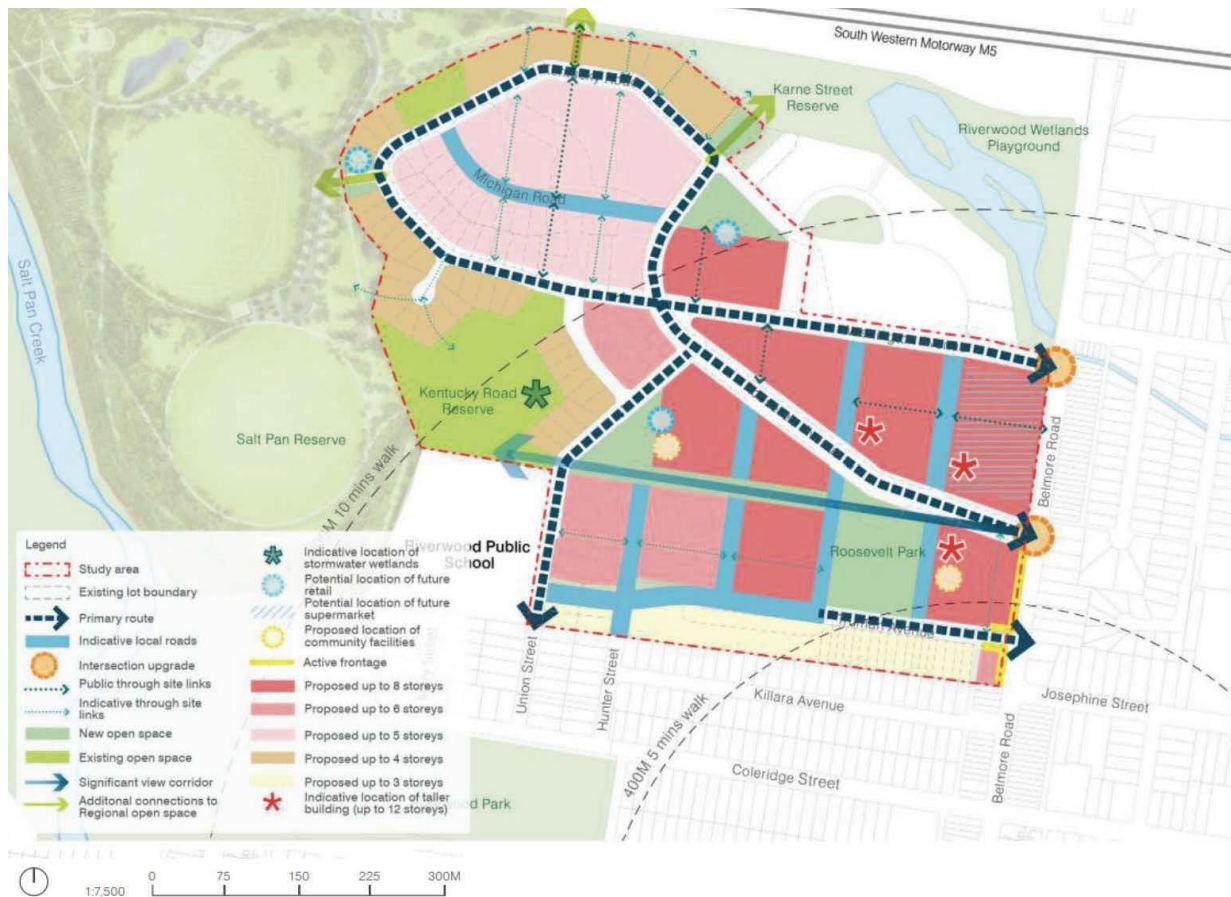 South Western Motorway M5
Karne Street
Reserve
Riverwood Wetlands
Playground
Michigan Road
Salt Pan Creek
Kentucky Road
Reserve
Salt Pan Reserve
Belmore Road
10 mins walk
Riverwood Public
School
Roosevelt Park
Union Street
Hunter Street
Killara Avenue
Josephine Street
Belmore Road
400M 5 mins walk
Coleridge Street
Park
Legend
Study area
Existing lot boundary
Primary route
Indicative local roads
Intersection upgrade
Public through site links
Indicative through site
links
New open space
Existing open space
Significant view corridor
Additonal connections to
Regional open space
Indicative location of
stormwater wetlands
Potential location of future
retail
Potential location of future
supermarket
Proposed location of
community facilities
Active frontage
Proposed up to 8 storeys
Proposed up to 6 storeys
Proposed up to 5 storeys
Proposed up to 4 storeys
Proposed up to 3 storeys
Indicative location of taller
building (up to 12 storeys)
1:7,500
0 75 150 225 300M